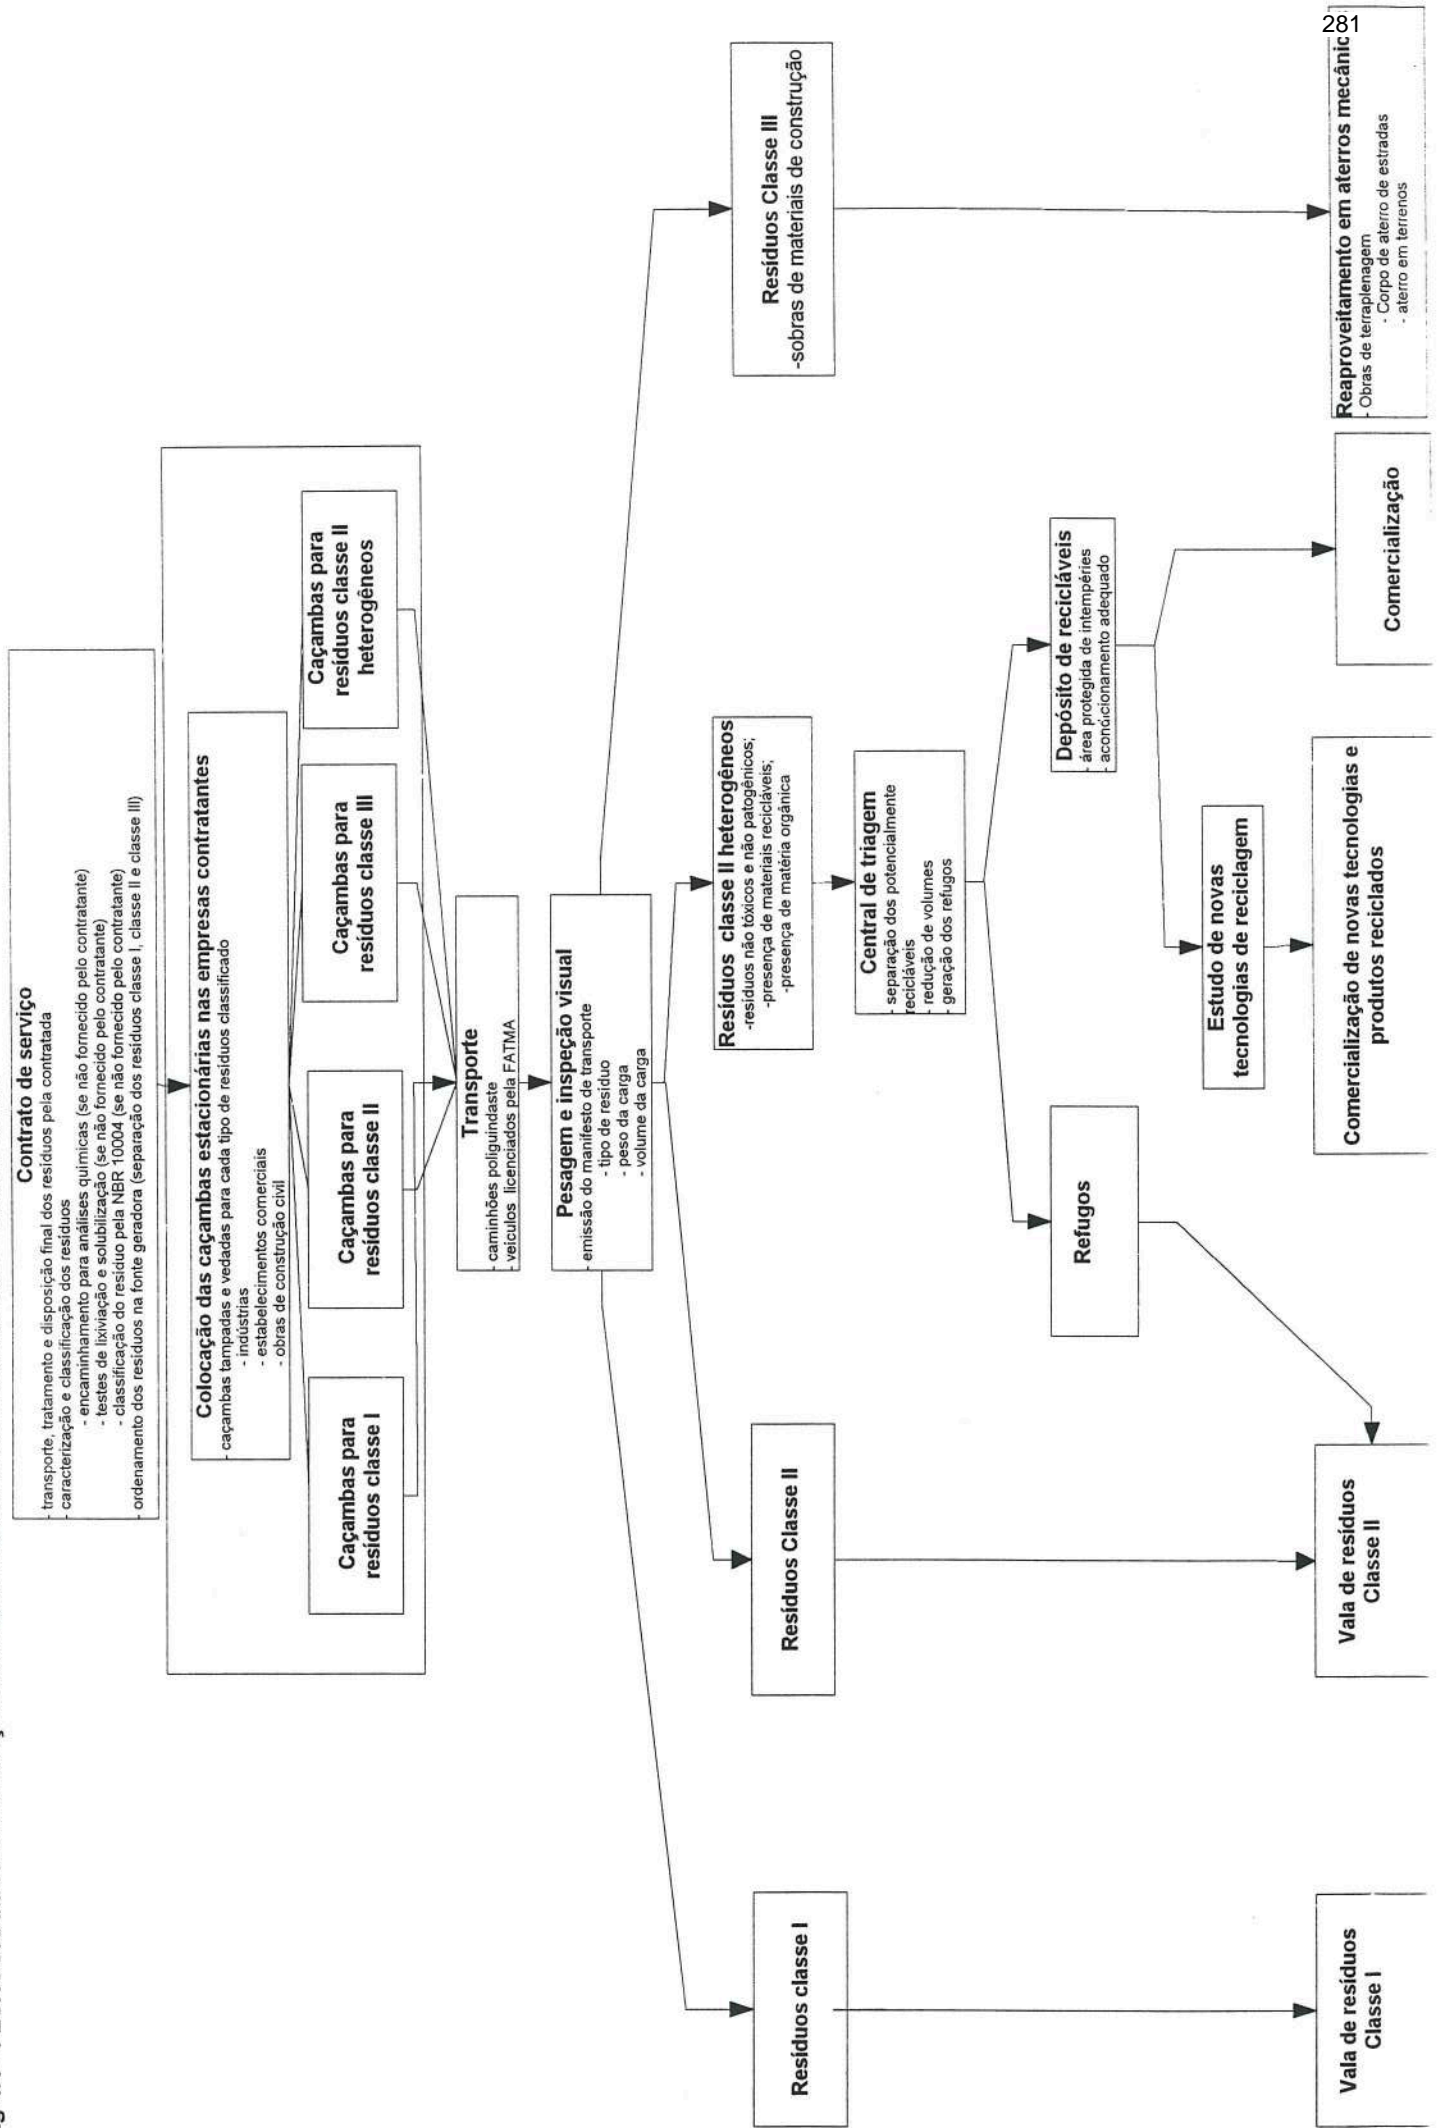 281
Contrato de serviço
- transporte, tratamento e disposição final dos resíduos pela contratada
- caracterização e classificação dos resíduos
- encaminhamento para análises químicas (se não fornecido pelo contratante)
- testes de lixiviação e solubilização (se não fornecido pelo contratante)
- classificação do resíduo pela NBR 10004 (se não fornecido pelo contratante)
- ordenamento dos resíduos na fonte geradora (separação dos resíduos classe I, classe II e classe III)
Colocação das caçambas estacionárias nas empresas contratantes
- caçambas tampadas e vedadas para cada tipo de resíduos classificado
- indústrias
- estabelecimentos comerciais
- obras de construção civil
Caçambas para
resíduos classe I
Caçambas para
resíduos classe II
Caçambas para
resíduos classe III
Caçambas para
resíduos classe II
heterogêneos
Transporte
- caminhões poliguindaste
- veículos licenciados pela FATMA
Pesagem e inspeção visual
- emissão do manifesto de transporte
- tipo de resíduo
- peso da carga
- volume da carga
Resíduos classe I
Resíduos Classe II
Resíduos classe II heterogêneos
-resíduos não tóxicos e não patogênicos;
-presença de materiais recicláveis;
-presença de matéria orgânica
Resíduos Classe III
-sobras de materiais de construção
Central de triagem
- separação dos potencialmente
recicláveis
- redução de volumes
- geração dos refugos
Refugos
Depósito de recicláveis
- área protegida de intempéries
- acondicionamento adequado
Estudo de novas
tecnologias de reciclagem
Vala de resíduos
Classe I
Vala de resíduos
Classe II
Comercialização de novas tecnologias e
produtos reciclados
Comercialização
Reaproveitamento em aterros mecânic
- Obras de terraplenagem
- Corpo de aterro de estradas
- aterro em terrenos